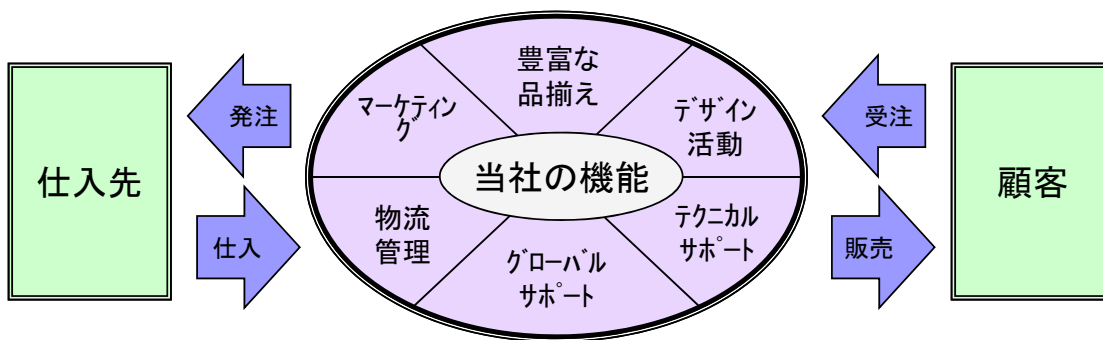 仕入先
発注
仕入
豊富な
品揃え
マーケティン
グ
デザイン
活動
当社の機能
物流
管理
テクニカル
サポート
グローバル
サポート
受注
販売
顧客